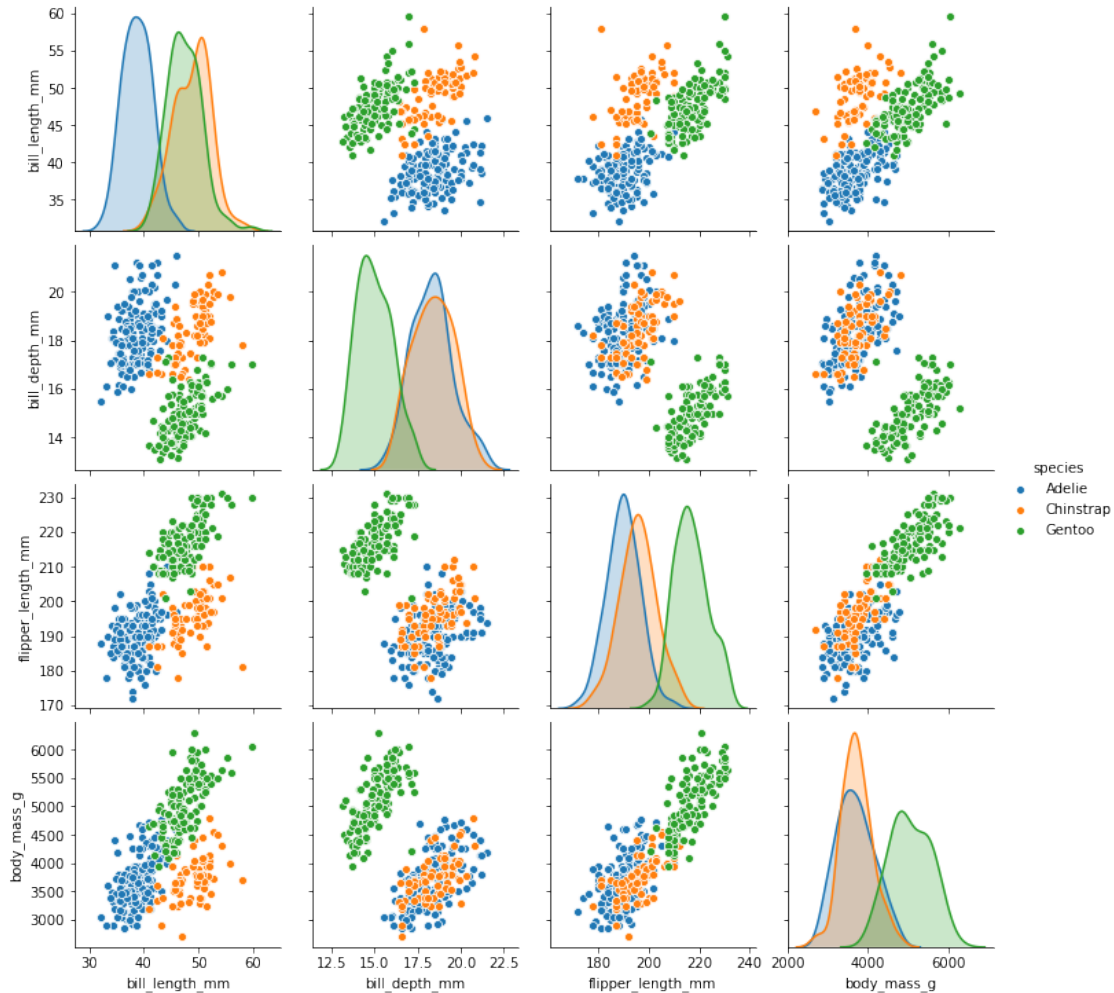 bill_length_mm
60
55
50
45
40
35
bill_depth_mm
20
18
16
14
flipper_length_mm
230
220
210
200
190
180
170
body_mass_g
6000
5500
5000
4500
4000
3500
3000
30 40 50 60
12.5 15.0 17.5 20.0 22.5
180 200 220 240
2000 4000 6000
bill_length_mm bill_depth_mm flipper_length_mm body_mass_g
species
Adelie
Chinstrap
Gentoo